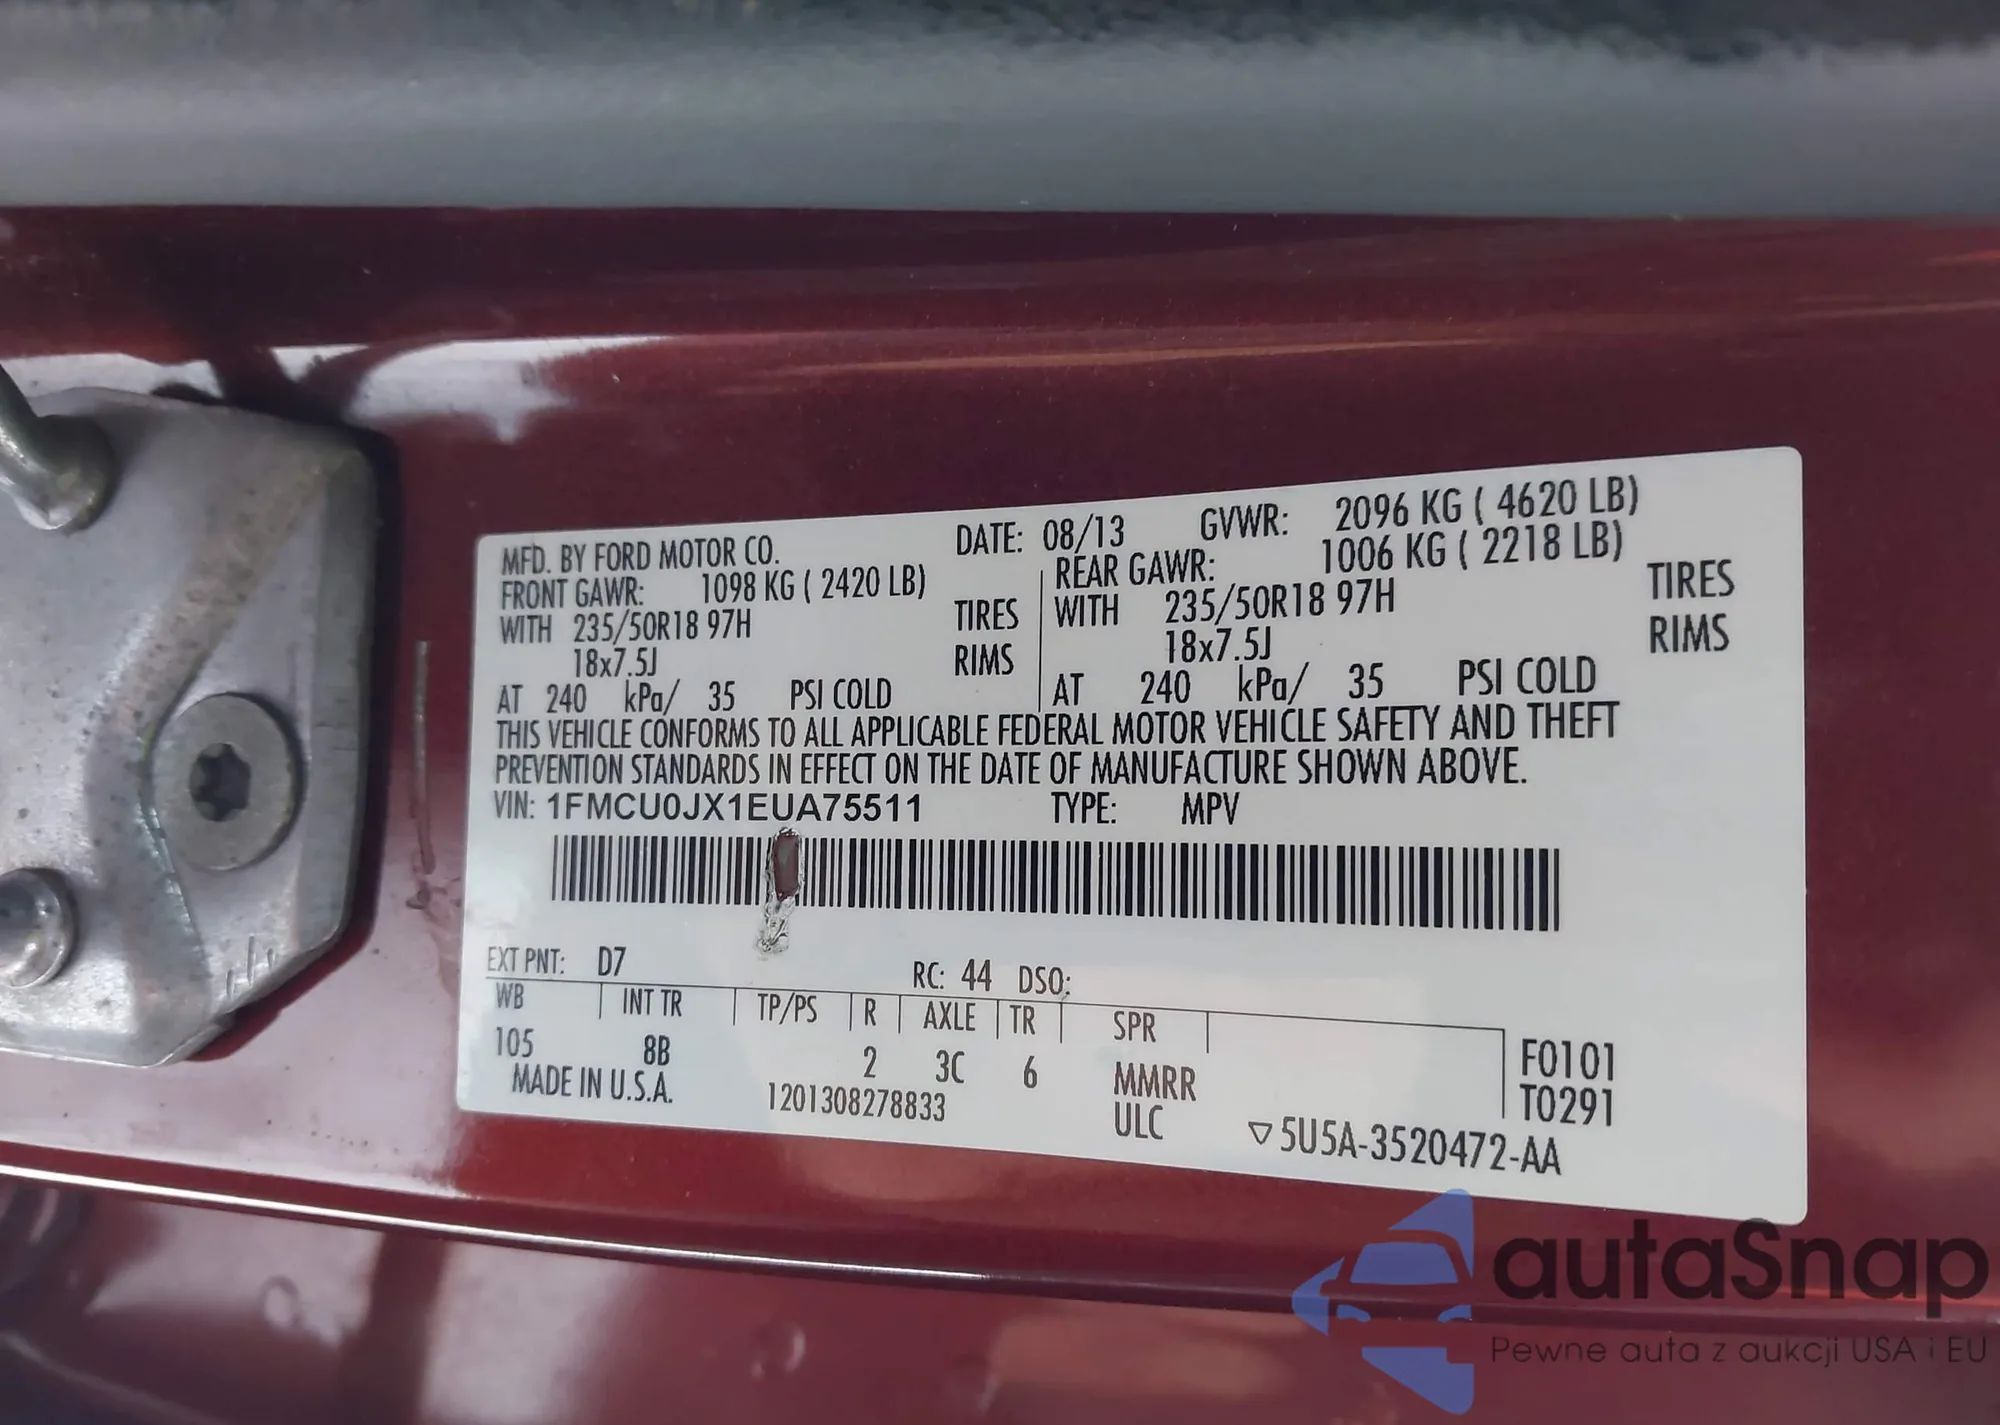 MFD. BY FORD MOTOR CO. DATE: 08/13 GVWR: 2096 KG ( 4620 LB)
FRONT GAWR: 1098 KG ( 2420 LB) REAR GAWR: 1006 KG ( 2218 LB)
WITH 235/50R18 97H TIRES WITH 235/50R18 97H TIRES
18x7.5J RIMS 18x7.5J RIMS
AT 240 kPa/ 35 PSI COLD AT 240 kPa/ 35 PSI COLD
THIS VEHICLE CONFORMS TO ALL APPLICABLE FEDERAL MOTOR VEHICLE SAFETY AND THEFT
PREVENTION STANDARDS IN EFFECT ON THE DATE OF MANUFACTURE SHOWN ABOVE.
VIN: 1FMCU0JX1EUA75511 TYPE: MPV
EXT PNT: D7 RC: 44 DSO:
WB INT TR TP/PS R AXLE TR SPR
105 8B 2 3C 6 MMRR F0101
MADE IN U.S.A. 1201308278833 ULC T0291
▽5U5A-3520472-AA
autaSnap
Pewne auta z aukcji USA i EU